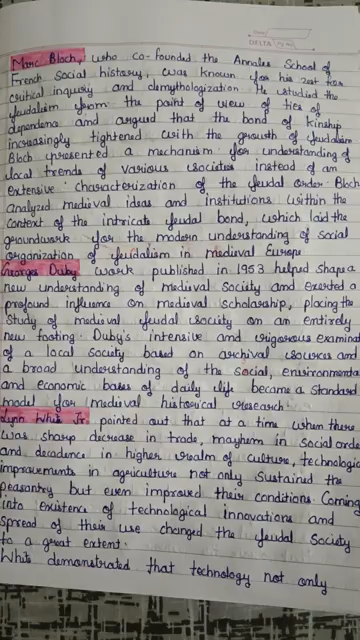 DELTA
Marc Bloch, who co-founded the Annales School of
French social history, was known for his zest for
critical inquiry and demythologization. He studied the
feudalism from the point of view of ties of
dependence and argued that the bond of kinship
increasingly tightened with the growth of feudalism
Bloch presented a mechanism for understanding of
local trends of various societies instead of an
extensive characterization of the feudal order. Bloch
analyzed medieval ideas and institutions within the
context of the intricate feudal bond, which laid the
groundwork for the modern understanding of social
organization of feudalism in medieval Europe
Georges Duby work published in 1953 helped shape a
new understanding of medieval society and exerted a
profound influence on medieval scholarship, placing the
study of medieval feudal society on an entirely
new footing. Duby's intensive and rigorous examinat
of a local society based on archival sources and
a broad understanding of the social, environmenta
and economic bases of daily life became a standard
model for medieval historical research
Lynn White Jr. pointed out that at a time when there
was sharp decrease in trade, mayhem in social orde
and decadence in higher realm of culture, technologic
improvements in agriculture not only sustained the
peasantry but even improved their conditions. Coming
into existence of technological innovations and
spread of their use changed the feudal society
to a great extent.
White demonstrated that technology not only